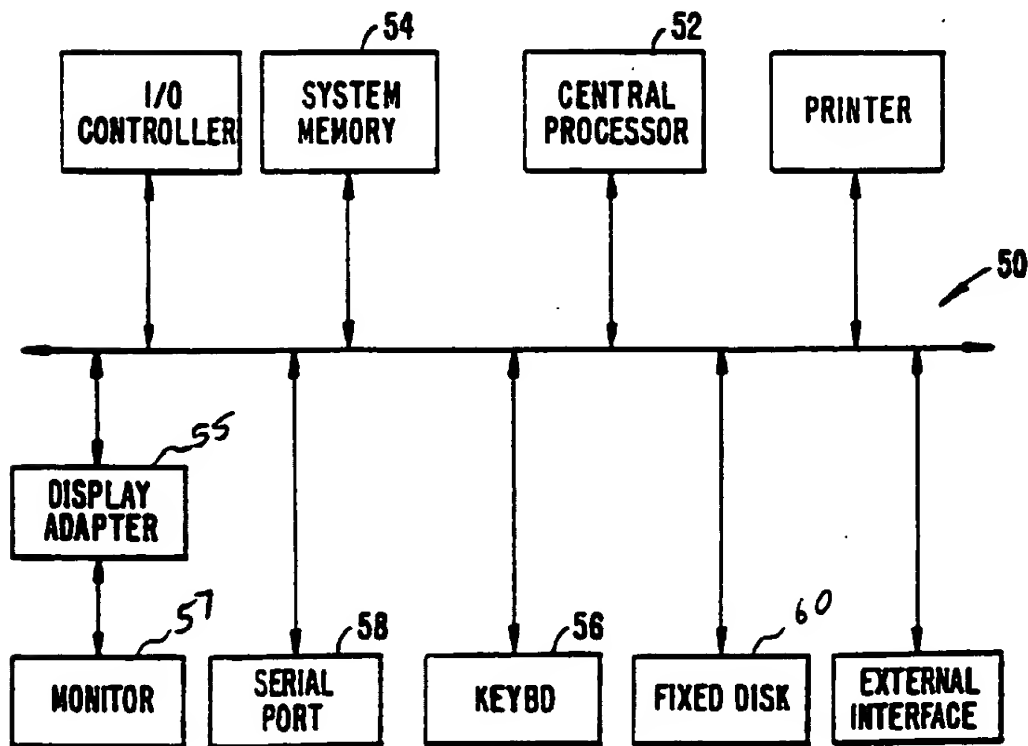 54
52
I/O
CONTROLLER
SYSTEM
MEMORY
CENTRAL
PROCESSOR
PRINTER
50
55
DISPLAY
ADAPTER
57
58
56
60
MONITOR
SERIAL
PORT
KEYBD
FIXED DISK
EXTERNAL
INTERFACE